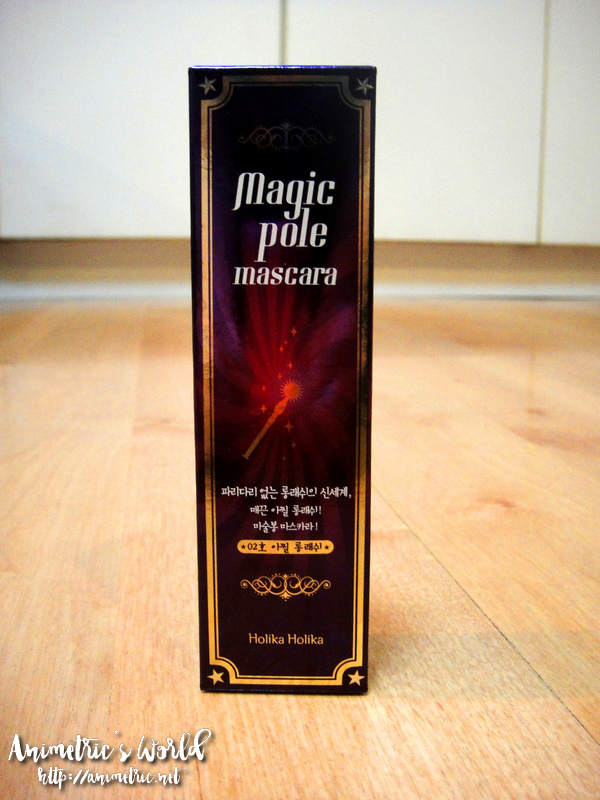 Magic
pole
mascara
파리다리 없는 롱래쉬의 신세계,
매끈 아찔 롱래쉬!
마술봉 마스카라!
02호 아찔 롱래쉬
Holika Holika
Animetric's World
http://animetric.net